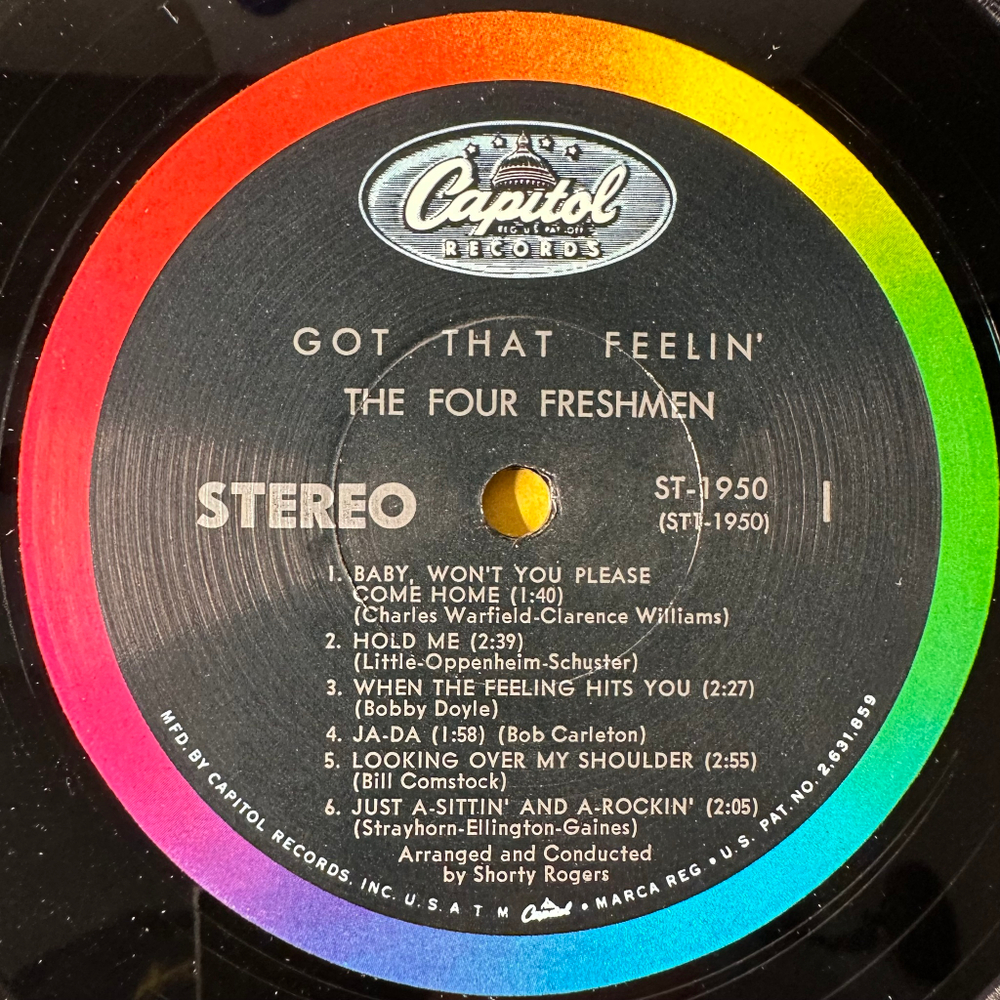 Capitol
REG. U.S. PAT. OFF.
RECORDS
GOT THAT FEELIN'
THE FOUR FRESHMEN
STEREO
ST-1950
(STT-1950)
1
1. BABY, WON'T YOU PLEASE
COME HOME (1:40)
(Charles Warfield-Clarence Williams)
2. HOLD ME (2:39)
(Little-Oppenheim-Schuster)
3. WHEN THE FEELING HITS YOU (2:27)
(Bobby Doyle)
4. JA-DA (1:58) (Bob Carleton)
5. LOOKING OVER MY SHOULDER (2:55)
(Bill Comstock)
6. JUST A-SITTIN' AND A-ROCKIN' (2:05)
(Strayhorn-Ellington-Gaines)
Arranged and Conducted
by Shorty Rogers
MFD. BY CAPITOL RECORDS, INC. U.S.A. T M Capitol • MARCA REG. • U.S. PAT. NO. 2,631,859